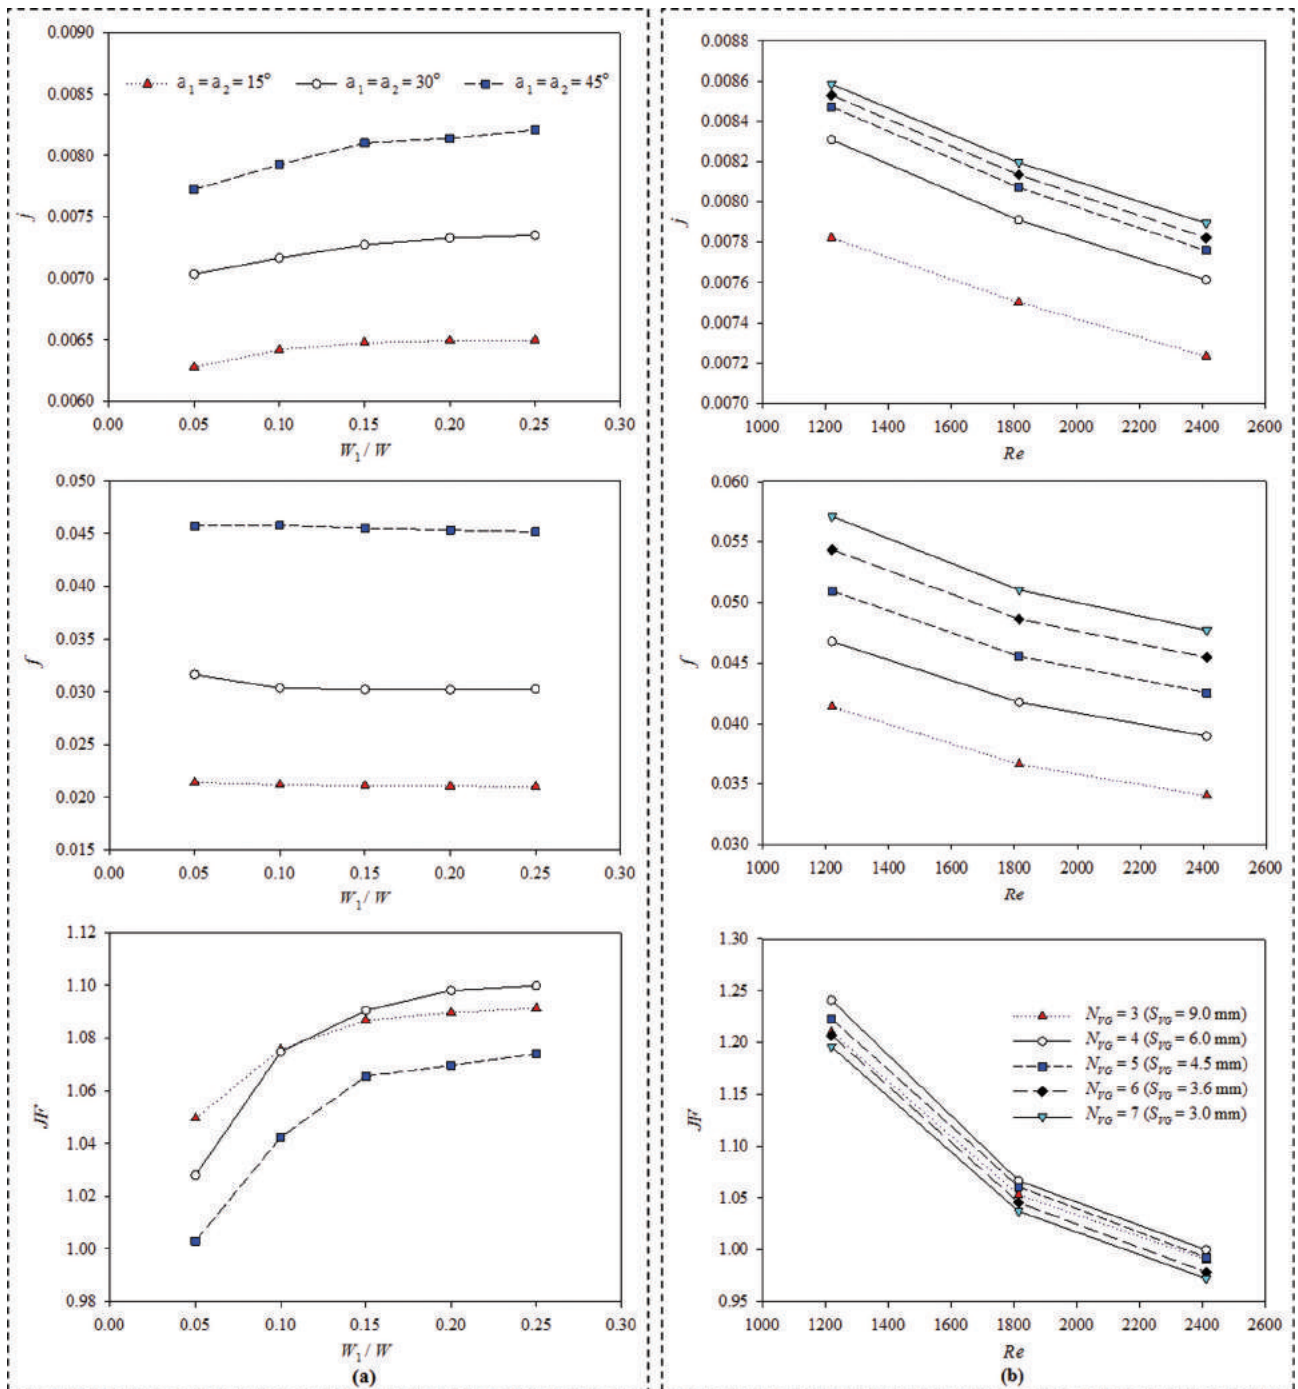 0.0090
a1 = a2 = 15° a1 = a2 = 30° a1 = a2 = 45°
0.0085
0.0080
j
0.0075
0.0070
0.0065
0.0060
0.00 0.05 0.10 0.15 0.20 0.25 0.30
W1 / W
0.050
0.045
0.040
0.035
f
0.030
0.025
0.020
0.015
0.00 0.05 0.10 0.15 0.20 0.25 0.30
W1 / W
1.12
1.10
1.08
1.06
JF
1.04
1.02
1.00
0.98
0.00 0.05 0.10 0.15 0.20 0.25 0.30
W1 / W
(a)
0.0088
0.0086
0.0084
0.0082
0.0080
j
0.0078
0.0076
0.0074
0.0072
0.0070
1000 1200 1400 1600 1800 2000 2200 2400 2600
Re
0.060
0.055
0.050
0.045
f
0.040
0.035
0.030
1000 1200 1400 1600 1800 2000 2200 2400 2600
Re
1.30
1.25
NVG = 3 (SVG = 9.0 mm)
NVG = 4 (SVG = 6.0 mm)
1.20
NVG = 5 (SVG = 4.5 mm)
NVG = 6 (SVG = 3.6 mm)
1.15
NVG = 7 (SVG = 3.0 mm)
JF
1.10
1.05
1.00
0.95
1000 1200 1400 1600 1800 2000 2200 2400 2600
Re
(b)